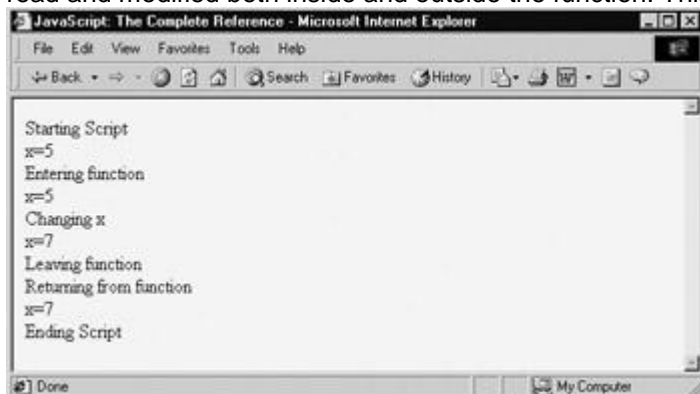 read and modified both inside and outside the function. Thi
JavaScript: The Complete Reference - Microsoft Internet Explorer
File Edit View Favorites Tools Help
Back Search Favorites History
Starting Script
x=5
Entering function
x=5
Changing x
x=7
Leaving function
Returning from function
x=7
Ending Script
Done My Computer